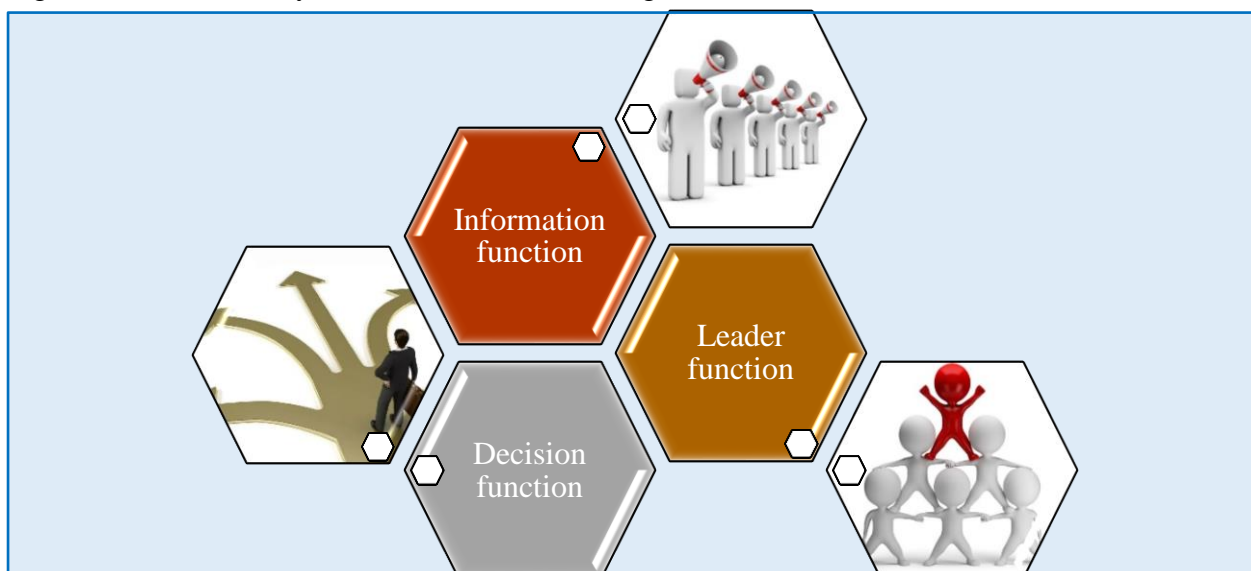 Information
function
Leader
function
Decision
function